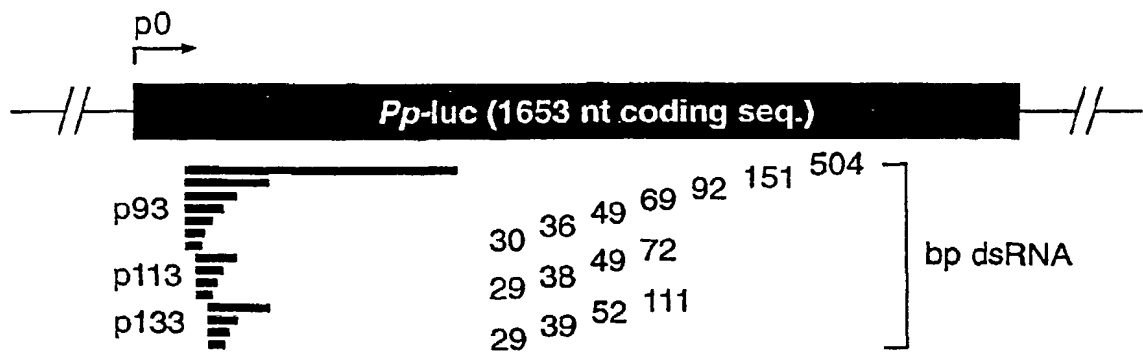 p0
Pp-luc (1653 nt coding seq.)
p93 30 36 49 69 92 151 504
p113 29 38 49 72
p133 29 39 52 111
bp dsRNA